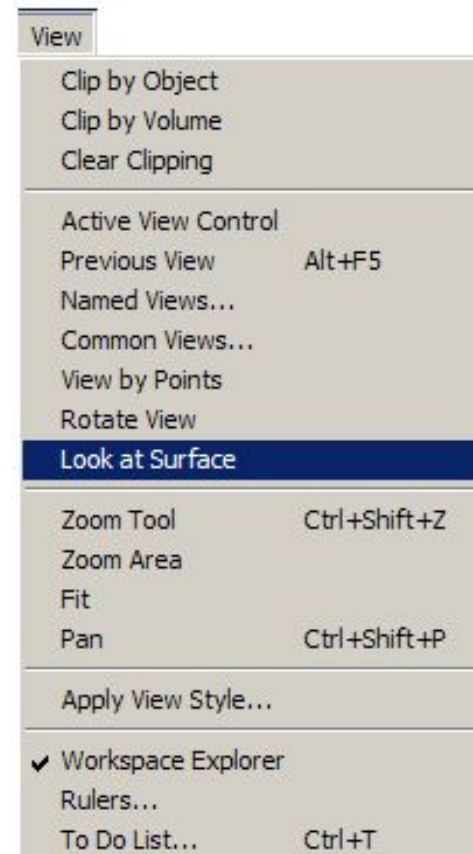 View
Clip by Object
Clip by Volume
Clear Clipping
Active View Control
Previous View Alt+F5
Named Views...
Common Views...
View by Points
Rotate View
Look at Surface
Zoom Tool Ctrl+Shift+Z
Zoom Area
Fit
Pan Ctrl+Shift+P
Apply View Style...
Workspace Explorer
Rulers...
To Do List... Ctrl+T